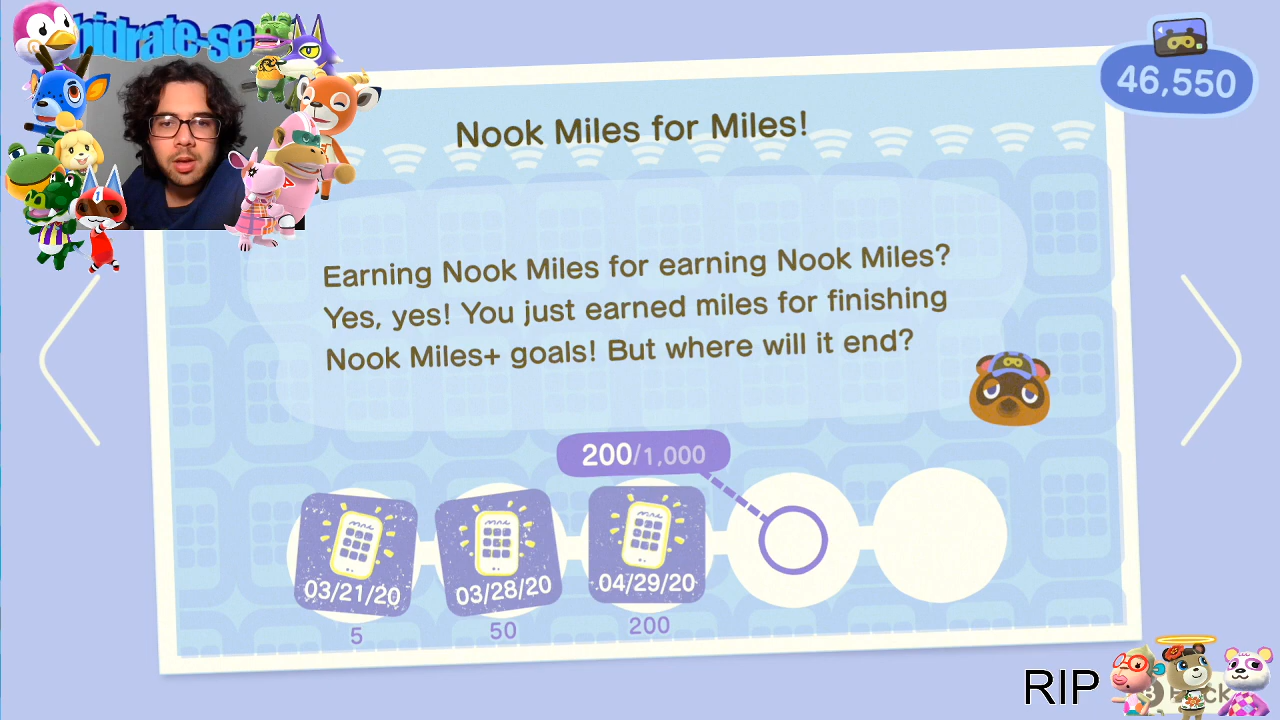 hidrate-se
46,550
Nook Miles for Miles!
Earning Nook Miles for earning Nook Miles?
Yes, yes! You just earned miles for finishing
Nook Miles+ goals! But where will it end?
200/1,000
03/21/20
03/28/20
04/29/20
5
50
200
RIP